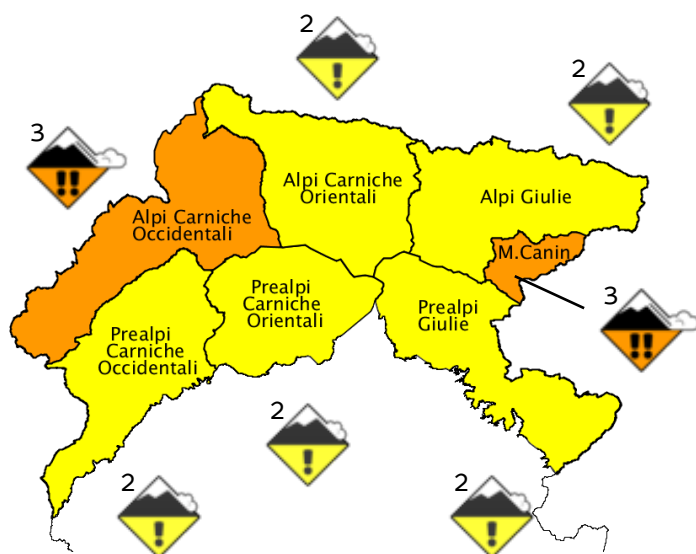 2
2
3
Alpi Carniche
Orientali
Alpi Giulie
Alpi Carniche
Occidentali
M.Canin
Prealpi
Carniche
Orientali
Prealpi
Giulie
3
Prealpi
Carniche
Occidentali
2
2
2